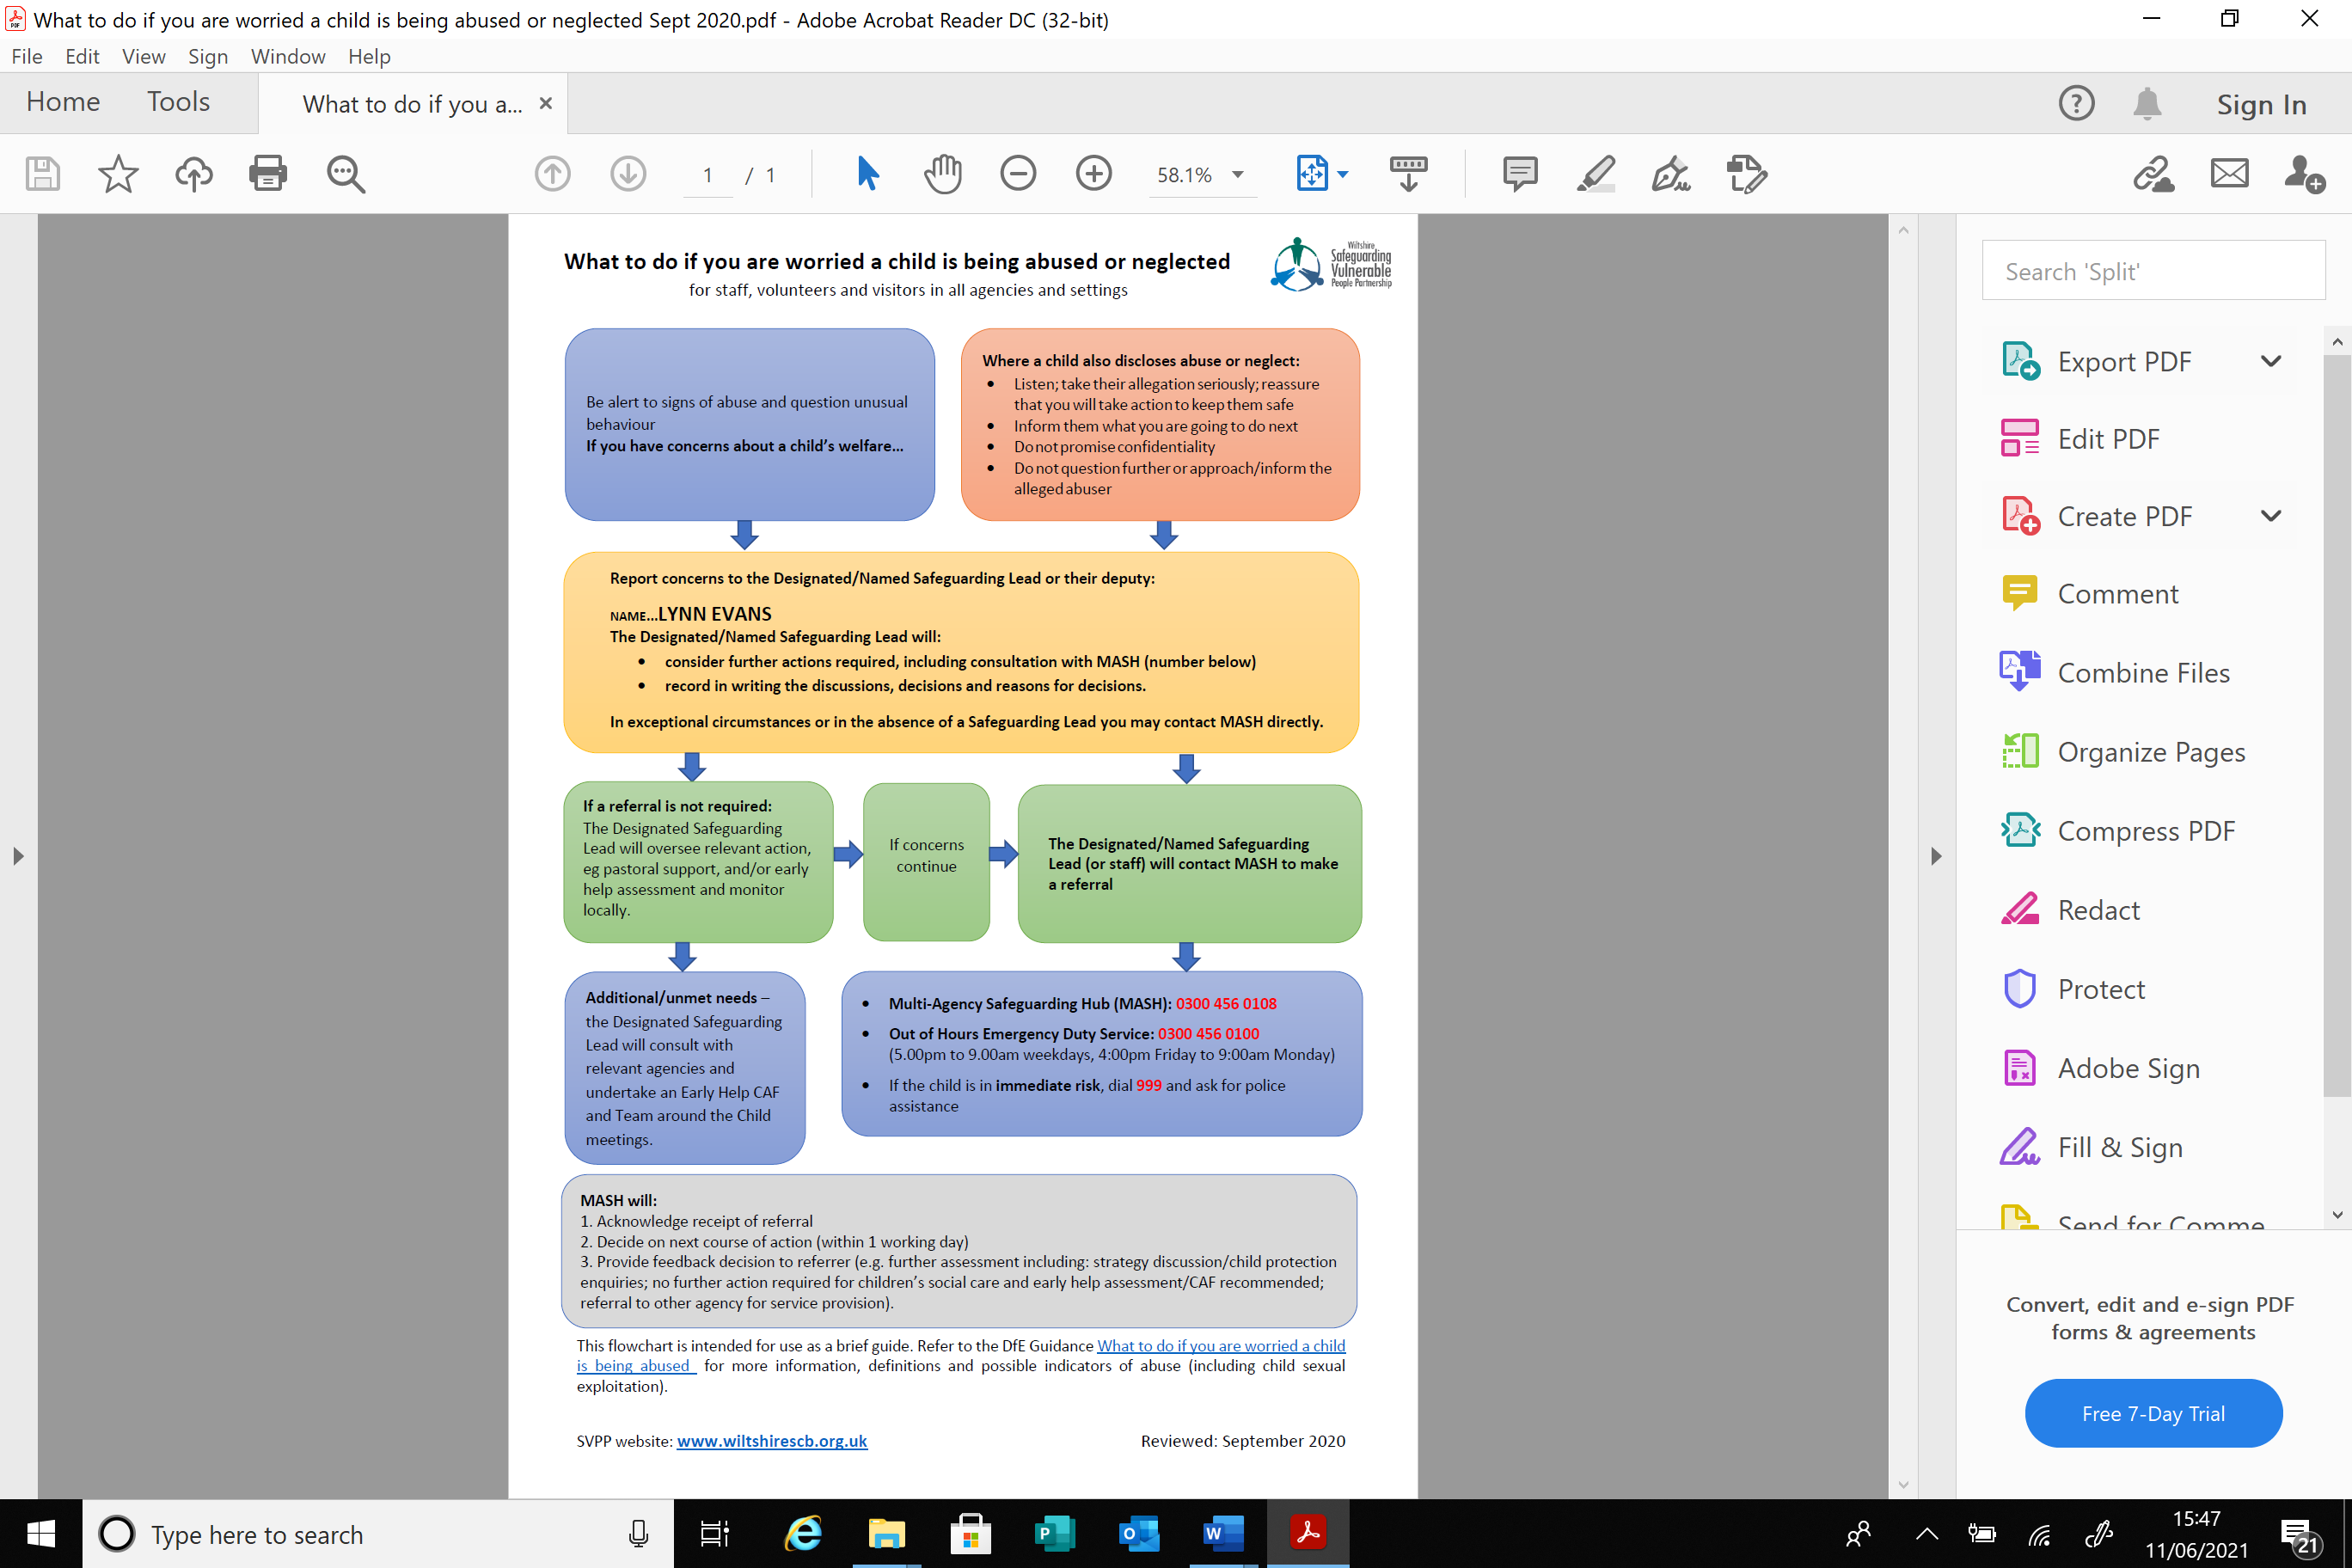 What to do if you are worried a child is being abused or neglected Sept 2020.pdf - Adobe Acrobat Reader DC (32-bit)
File Edit View Sign Window Help
Home Tools What to do if you a... Sign In
1 / 1 58.1%
What to do if you are worried a child is being abused or neglected
for staff, volunteers and visitors in all agencies and settings
Wiltshire
Safeguarding
Vulnerable
People Partnership
Be alert to signs of abuse and question unusual
behaviour
If you have concerns about a child's welfare...
Where a child also discloses abuse or neglect:
• Listen; take their allegation seriously; reassure
that you will take action to keep them safe
• Inform them what you are going to do next
• Do not promise confidentiality
• Do not question further or approach/inform the
alleged abuser
Report concerns to the Designated/Named Safeguarding Lead or their deputy:
NAME...LYNN EVANS
The Designated/Named Safeguarding Lead will:
• consider further actions required, including consultation with MASH (number below)
• record in writing the discussions, decisions and reasons for decisions.
In exceptional circumstances or in the absence of a Safeguarding Lead you may contact MASH directly.
If a referral is not required:
The Designated Safeguarding
Lead will oversee relevant action,
eg pastoral support, and/or early
help assessment and monitor
locally.
If concerns
continue
The Designated/Named Safeguarding
Lead (or staff) will contact MASH to make
a referral
Additional/unmet needs –
the Designated Safeguarding
Lead will consult with
relevant agencies and
undertake an Early Help CAF
and Team around the Child
meetings.
• Multi-Agency Safeguarding Hub (MASH): 0300 456 0108
• Out of Hours Emergency Duty Service: 0300 456 0100
(5.00pm to 9.00am weekdays, 4:00pm Friday to 9:00am Monday)
• If the child is in immediate risk, dial 999 and ask for police
assistance
MASH will:
1. Acknowledge receipt of referral
2. Decide on next course of action (within 1 working day)
3. Provide feedback decision to referrer (e.g. further assessment including: strategy discussion/child protection
enquiries; no further action required for children's social care and early help assessment/CAF recommended;
referral to other agency for service provision).
This flowchart is intended for use as a brief guide. Refer to the DfE Guidance What to do if you are worried a child
is being abused for more information, definitions and possible indicators of abuse (including child sexual
exploitation).
SVPP website: www.wiltshirescb.org.uk Reviewed: September 2020
Search 'Split'
Export PDF
Edit PDF
Create PDF
Comment
Combine Files
Organize Pages
Compress PDF
Redact
Protect
Adobe Sign
Fill & Sign
Send for Comme
Convert, edit and e-sign PDF
forms & agreements
Free 7-Day Trial
Type here to search
15:47
11/06/2021
21